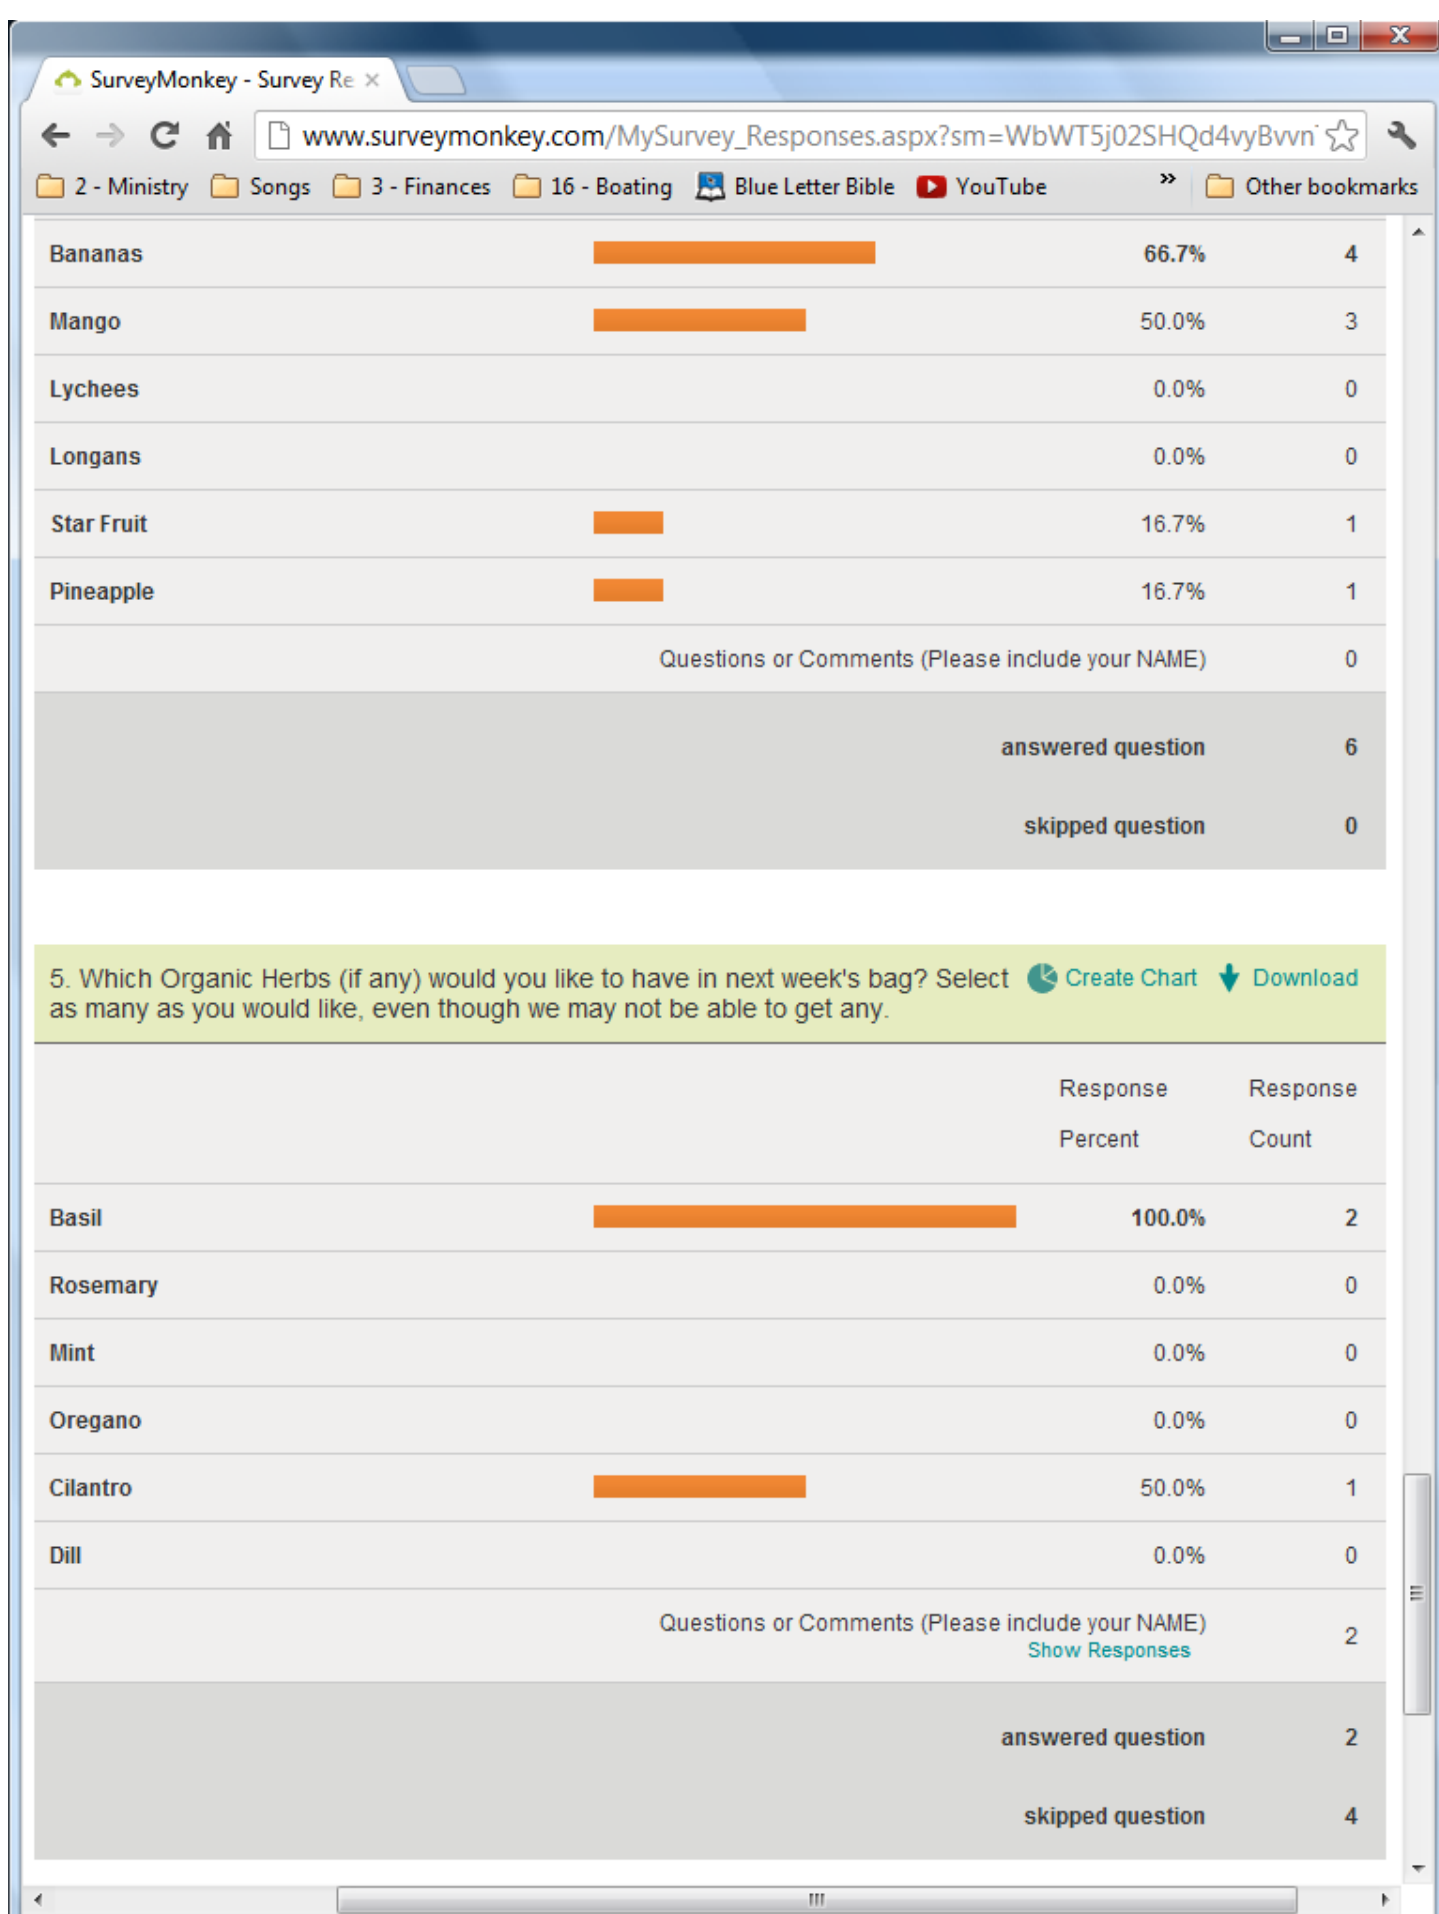 SurveyMonkey - Survey Re
www.surveymonkey.com/MySurvey_Responses.aspx?sm=WbWT5j02SHQd4vyBvvn
2 - Ministry Songs 3 - Finances 16 - Boating Blue Letter Bible YouTube » Other bookmarks
Bananas 66.7% 4
Mango 50.0% 3
Lychees 0.0% 0
Longans 0.0% 0
Star Fruit 16.7% 1
Pineapple 16.7% 1
Questions or Comments (Please include your NAME) 0
answered question 6
skipped question 0
5. Which Organic Herbs (if any) would you like to have in next week's bag? Select Create Chart Download
as many as you would like, even though we may not be able to get any.
Response Response
Percent Count
Basil 100.0% 2
Rosemary 0.0% 0
Mint 0.0% 0
Oregano 0.0% 0
Cilantro 50.0% 1
Dill 0.0% 0
Questions or Comments (Please include your NAME) 2
Show Responses
answered question 2
skipped question 4